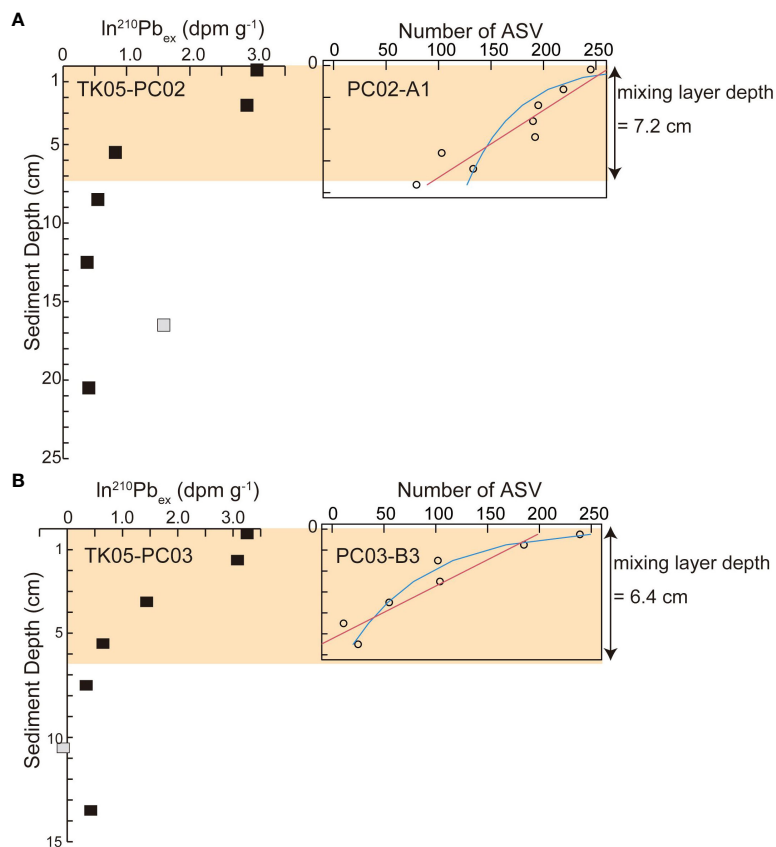 A
ln²¹⁰Pbₑₓ (dpm g⁻¹)
Number of ASV
0 1.0 2.0 3.0
0 50 100 150 200 250
0
1
TK05-PC02
PC02-A1
mixing layer depth
= 7.2 cm
5
10
15
20
25
Sediment Depth (cm)
B
ln²¹⁰Pbₑₓ (dpm g⁻¹)
Number of ASV
0 1.0 2.0 3.0
0 50 100 150 200 250
0
1
TK05-PC03
PC03-B3
mixing layer depth
= 6.4 cm
5
10
15
Sediment Depth (cm)